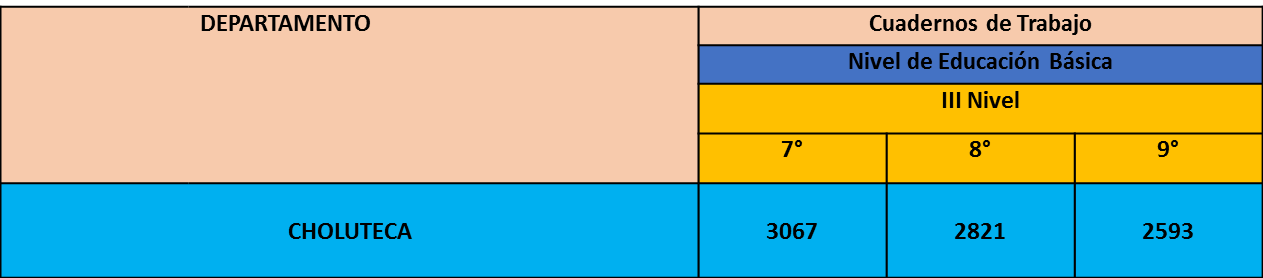 DEPARTAMENTO
Cuadernos de Trabajo
Nivel de Educación Básica
III Nivel
7° 8° 9°
CHOLUTECA 3067 2821 2593